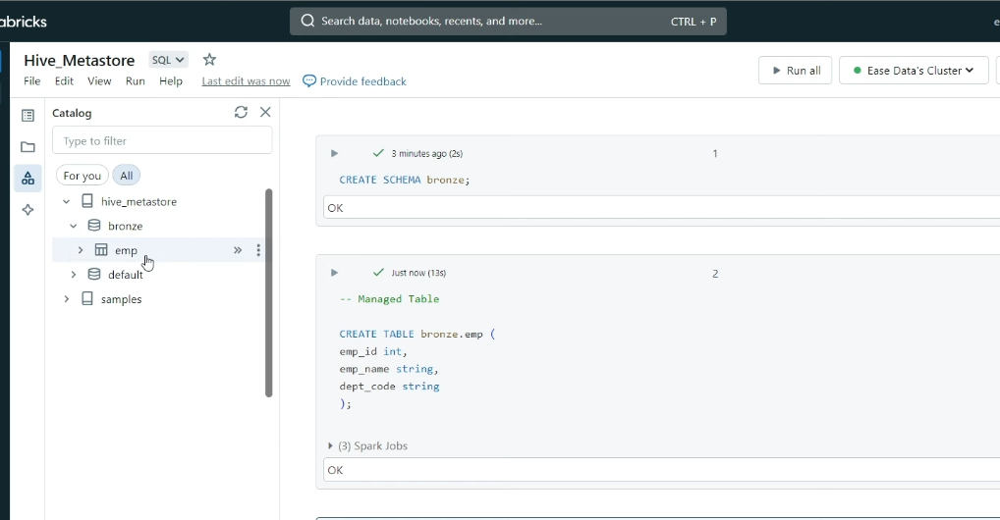 abricks
Search data, notebooks, recents, and more...
CTRL + P
e
Hive_Metastore
SQL
File Edit View Run Help Last edit was now Provide feedback
Run all
Ease Data's Cluster
Catalog
Type to filter
For you
All
hive_metastore
bronze
emp
default
samples
3 minutes ago (2s)
1
CREATE SCHEMA bronze;
OK
Just now (13s)
2
-- Managed Table
CREATE TABLE bronze.emp (
emp_id int,
emp_name string,
dept_code string
);
(3) Spark Jobs
OK